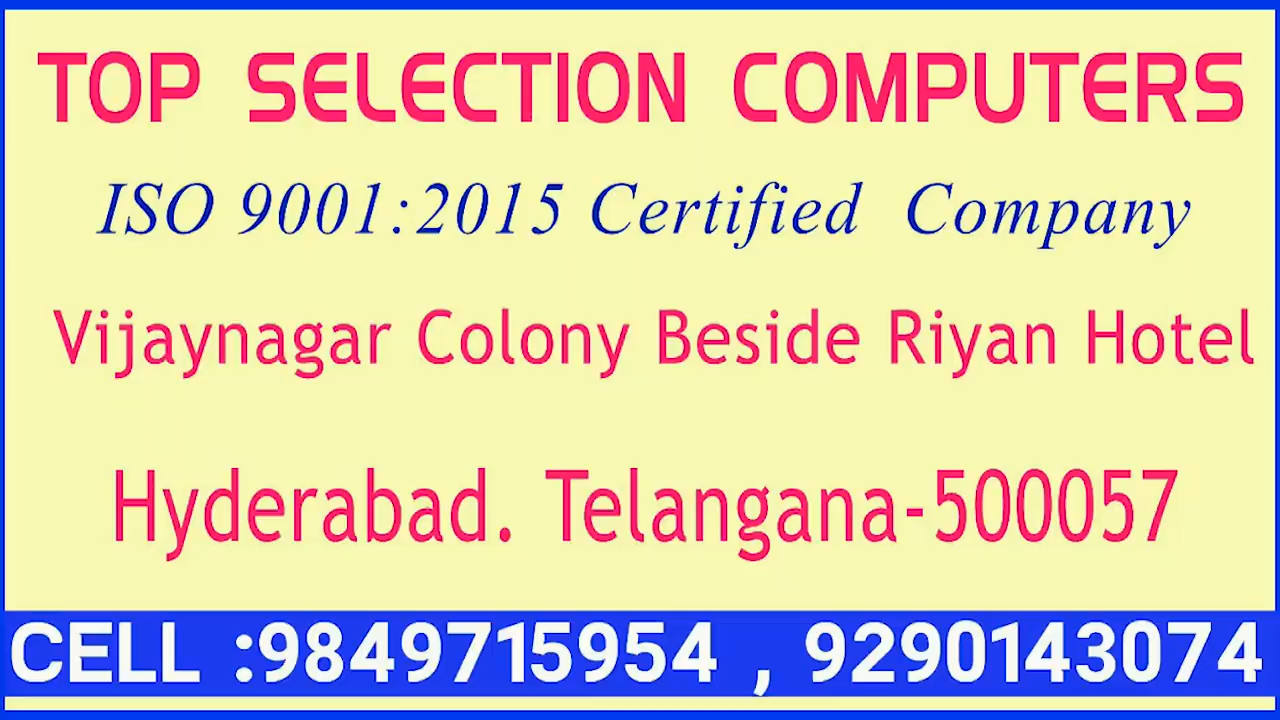 TOP SELECTION COMPUTERS
ISO 9001:2015 Certified Company
Vijaynagar Colony Beside Riyan Hotel
Hyderabad. Telangana-500057
CELL :9849715954 , 9290143074